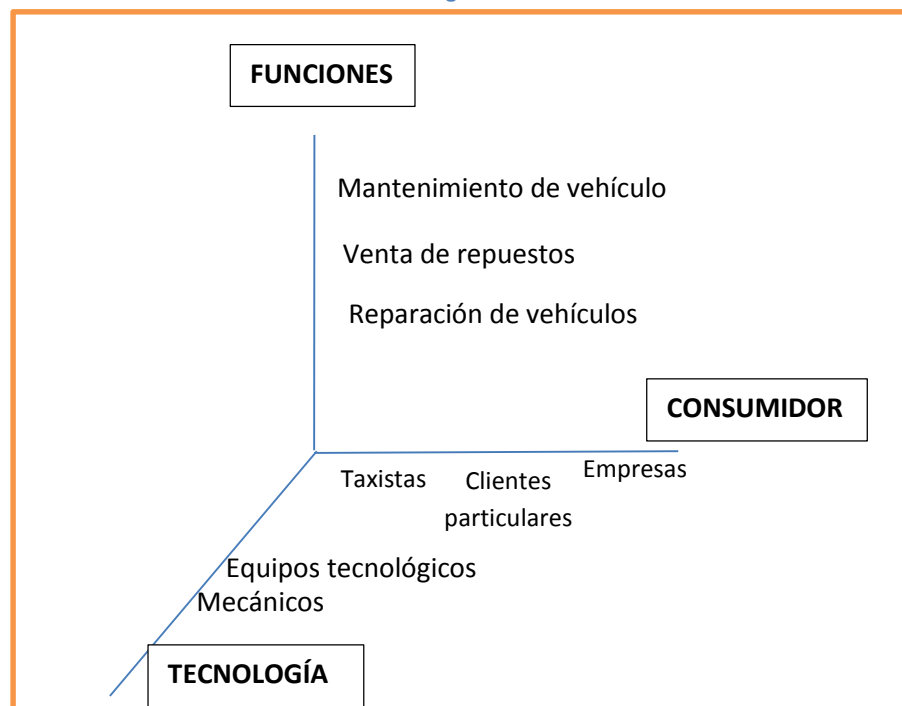 FUNCIONES
Mantenimiento de vehículo
Venta de repuestos
Reparación de vehículos
CONSUMIDOR
Taxistas
Clientes
particulares
Empresas
Equipos tecnológicos
Mecánicos
TECNOLOGÍA